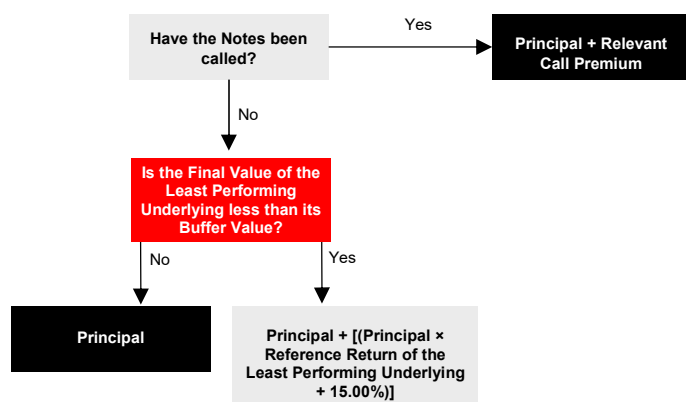 Have the Notes been
called?
Yes
Principal + Relevant
Call Premium
No
Is the Final Value of the
Least Performing
Underlying less than its
Buffer Value?
No
Yes
Principal
Principal + [(Principal ×
Reference Return of the
Least Performing Underlying
+ 15.00%)]